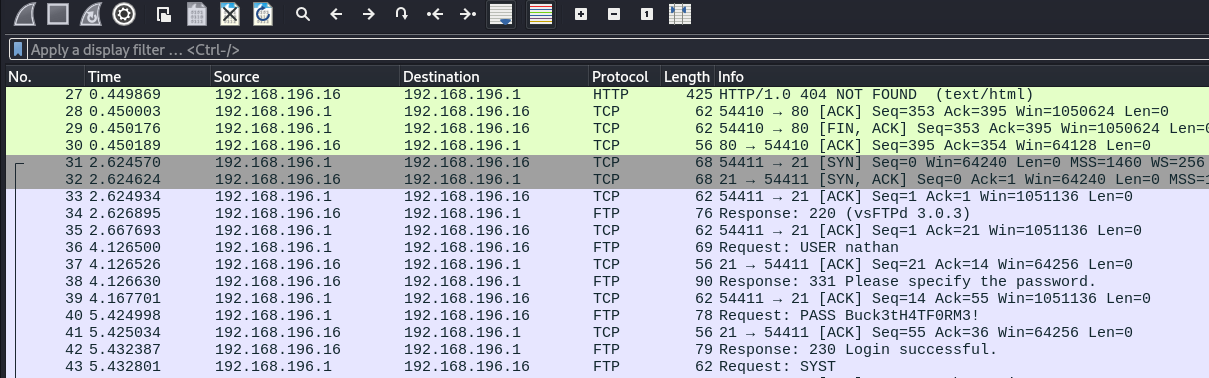 Apply a display filter ... <Ctrl-/>
No. Time Source Destination Protocol Length Info
27 0.449869 192.168.196.16 192.168.196.1 HTTP 425 HTTP/1.0 404 NOT FOUND (text/html)
28 0.450003 192.168.196.1 192.168.196.16 TCP 62 54410 → 80 [ACK] Seq=353 Ack=395 Win=1050624 Len=0
29 0.450176 192.168.196.1 192.168.196.16 TCP 62 54410 → 80 [FIN, ACK] Seq=353 Ack=395 Win=1050624 Len=0
30 0.450189 192.168.196.16 192.168.196.1 TCP 56 80 → 54410 [ACK] Seq=395 Ack=354 Win=64128 Len=0
31 2.624570 192.168.196.1 192.168.196.16 TCP 68 54411 → 21 [SYN] Seq=0 Win=64240 Len=0 MSS=1460 WS=256
32 2.624624 192.168.196.16 192.168.196.1 TCP 68 21 → 54411 [SYN, ACK] Seq=0 Ack=1 Win=64240 Len=0 MSS=1
33 2.624934 192.168.196.1 192.168.196.16 TCP 62 54411 → 21 [ACK] Seq=1 Ack=1 Win=1051136 Len=0
34 2.626895 192.168.196.16 192.168.196.1 FTP 76 Response: 220 (vsFTPd 3.0.3)
35 2.667693 192.168.196.1 192.168.196.16 TCP 62 54411 → 21 [ACK] Seq=1 Ack=21 Win=1051136 Len=0
36 4.126500 192.168.196.1 192.168.196.16 FTP 69 Request: USER nathan
37 4.126526 192.168.196.16 192.168.196.1 TCP 56 21 → 54411 [ACK] Seq=21 Ack=14 Win=64256 Len=0
38 4.126630 192.168.196.16 192.168.196.1 FTP 90 Response: 331 Please specify the password.
39 4.167701 192.168.196.1 192.168.196.16 TCP 62 54411 → 21 [ACK] Seq=14 Ack=55 Win=1051136 Len=0
40 5.424998 192.168.196.1 192.168.196.16 FTP 78 Request: PASS Buck3tH4TF0RM3!
41 5.425034 192.168.196.16 192.168.196.1 TCP 56 21 → 54411 [ACK] Seq=55 Ack=36 Win=64256 Len=0
42 5.432387 192.168.196.16 192.168.196.1 FTP 79 Response: 230 Login successful.
43 5.432801 192.168.196.1 192.168.196.16 FTP 62 Request: SYST